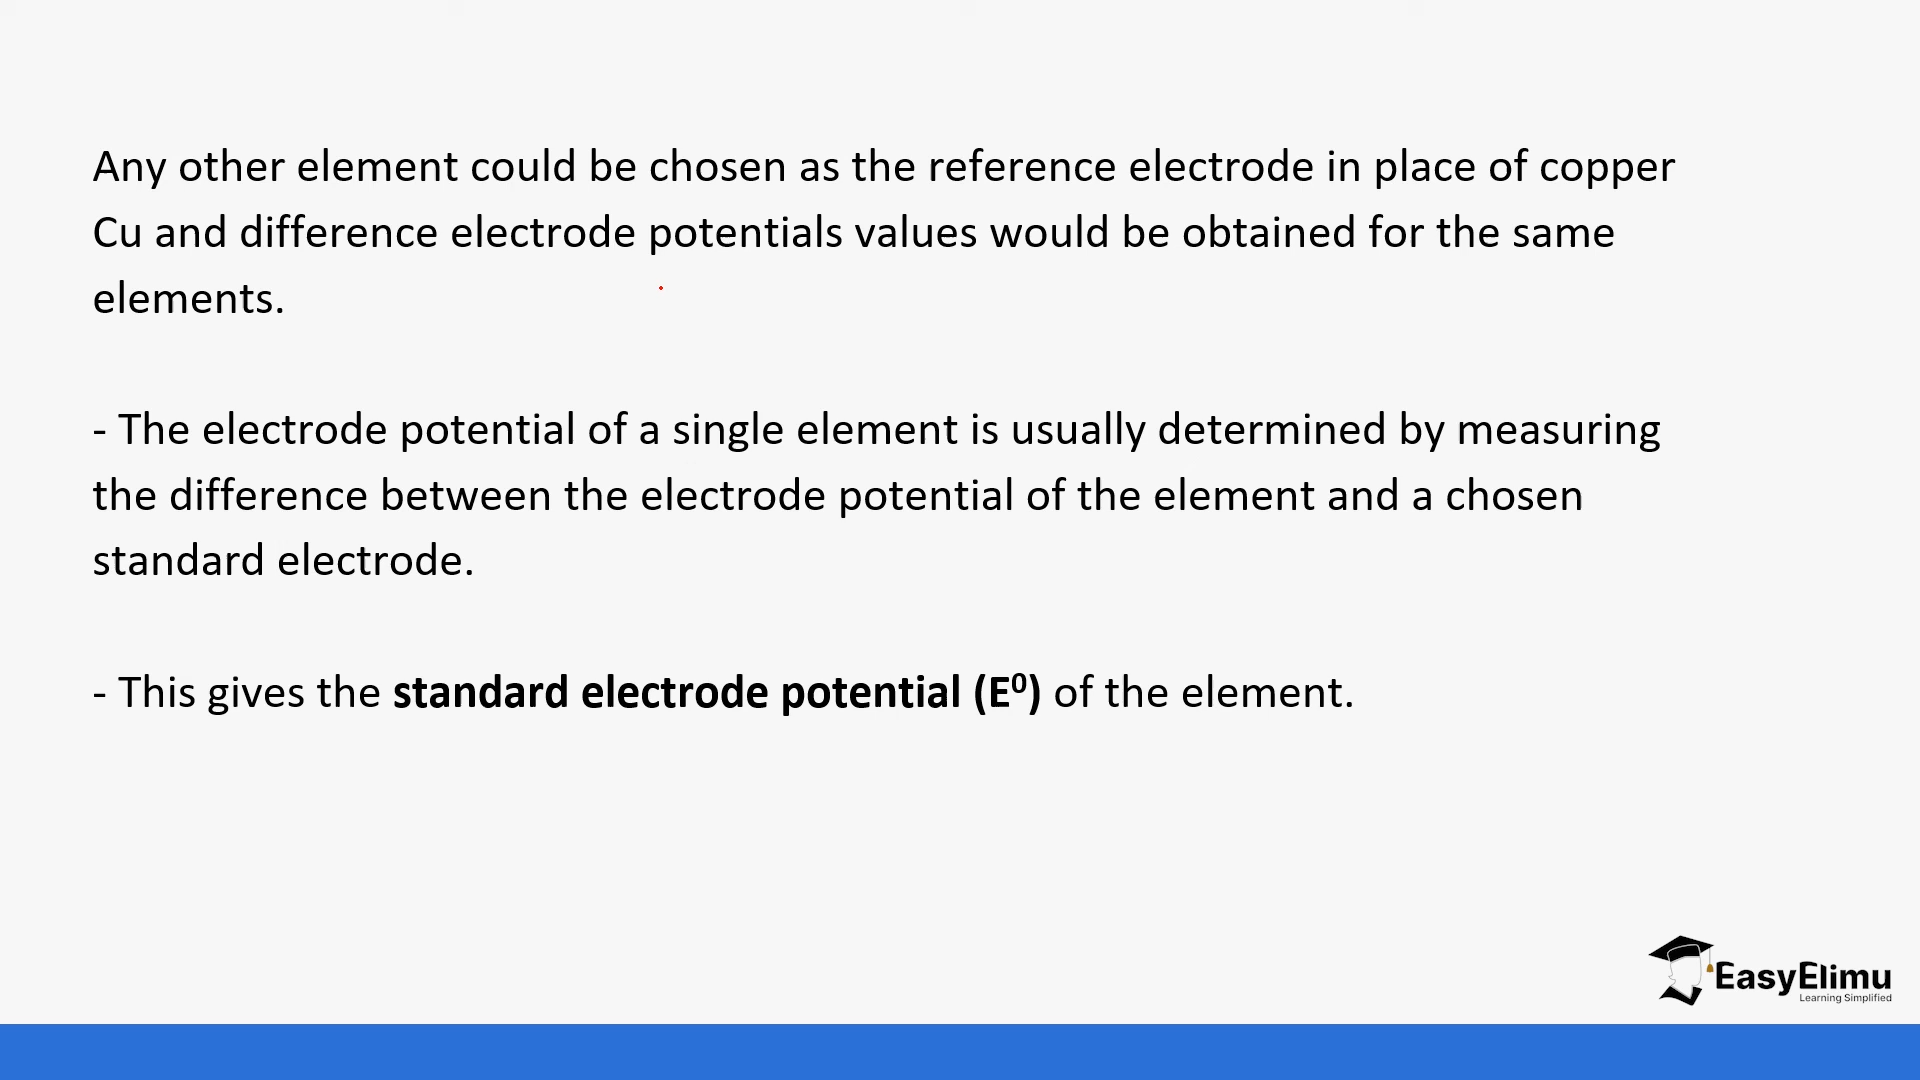 Any other element could be chosen as the reference electrode in place of copper
Cu and difference electrode potentials values would be obtained for the same
elements.
- The electrode potential of a single element is usually determined by measuring
the difference between the electrode potential of the element and a chosen
standard electrode.
- This gives the standard electrode potential (E⁰) of the element.
EasyElimu
Learning Simplified